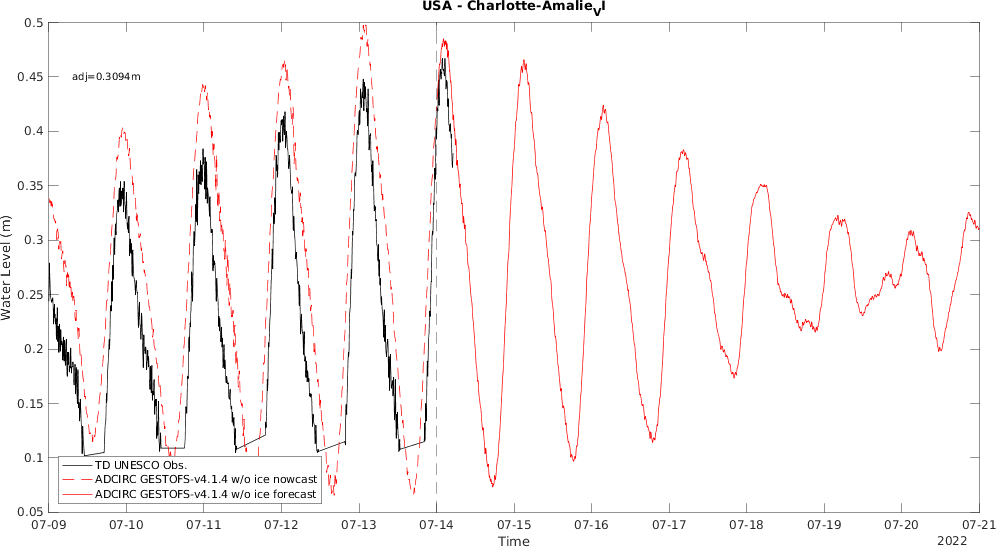 USA - Charlotte-AmalieVI
0.5
0.45
0.4
0.35
0.3
0.25
0.2
0.15
0.1
0.05
Water Level (m)
adj=0.3094m
TD UNESCO Obs.
ADCIRC GESTOFS-v4.1.4 w/o ice nowcast
ADCIRC GESTOFS-v4.1.4 w/o ice forecast
07-09 07-10 07-11 07-12 07-13 07-14 07-15 07-16 07-17 07-18 07-19 07-20 07-21
Time
2022